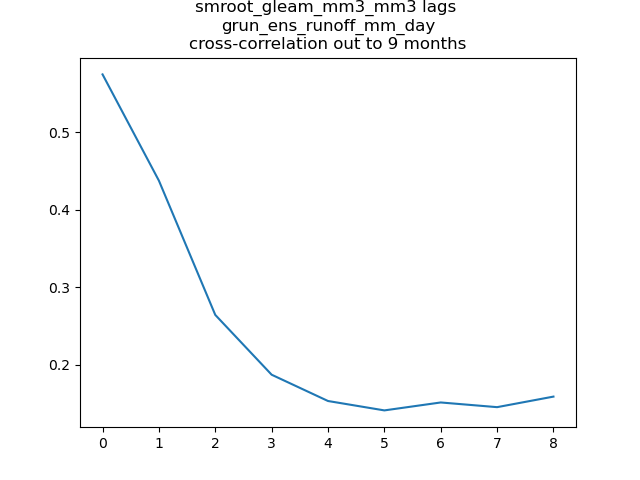 smroot_gleam_mm3_mm3 lags
grun_ens_runoff_mm_day
cross-correlation out to 9 months
0.5
0.4
0.3
0.2
0 1 2 3 4 5 6 7 8